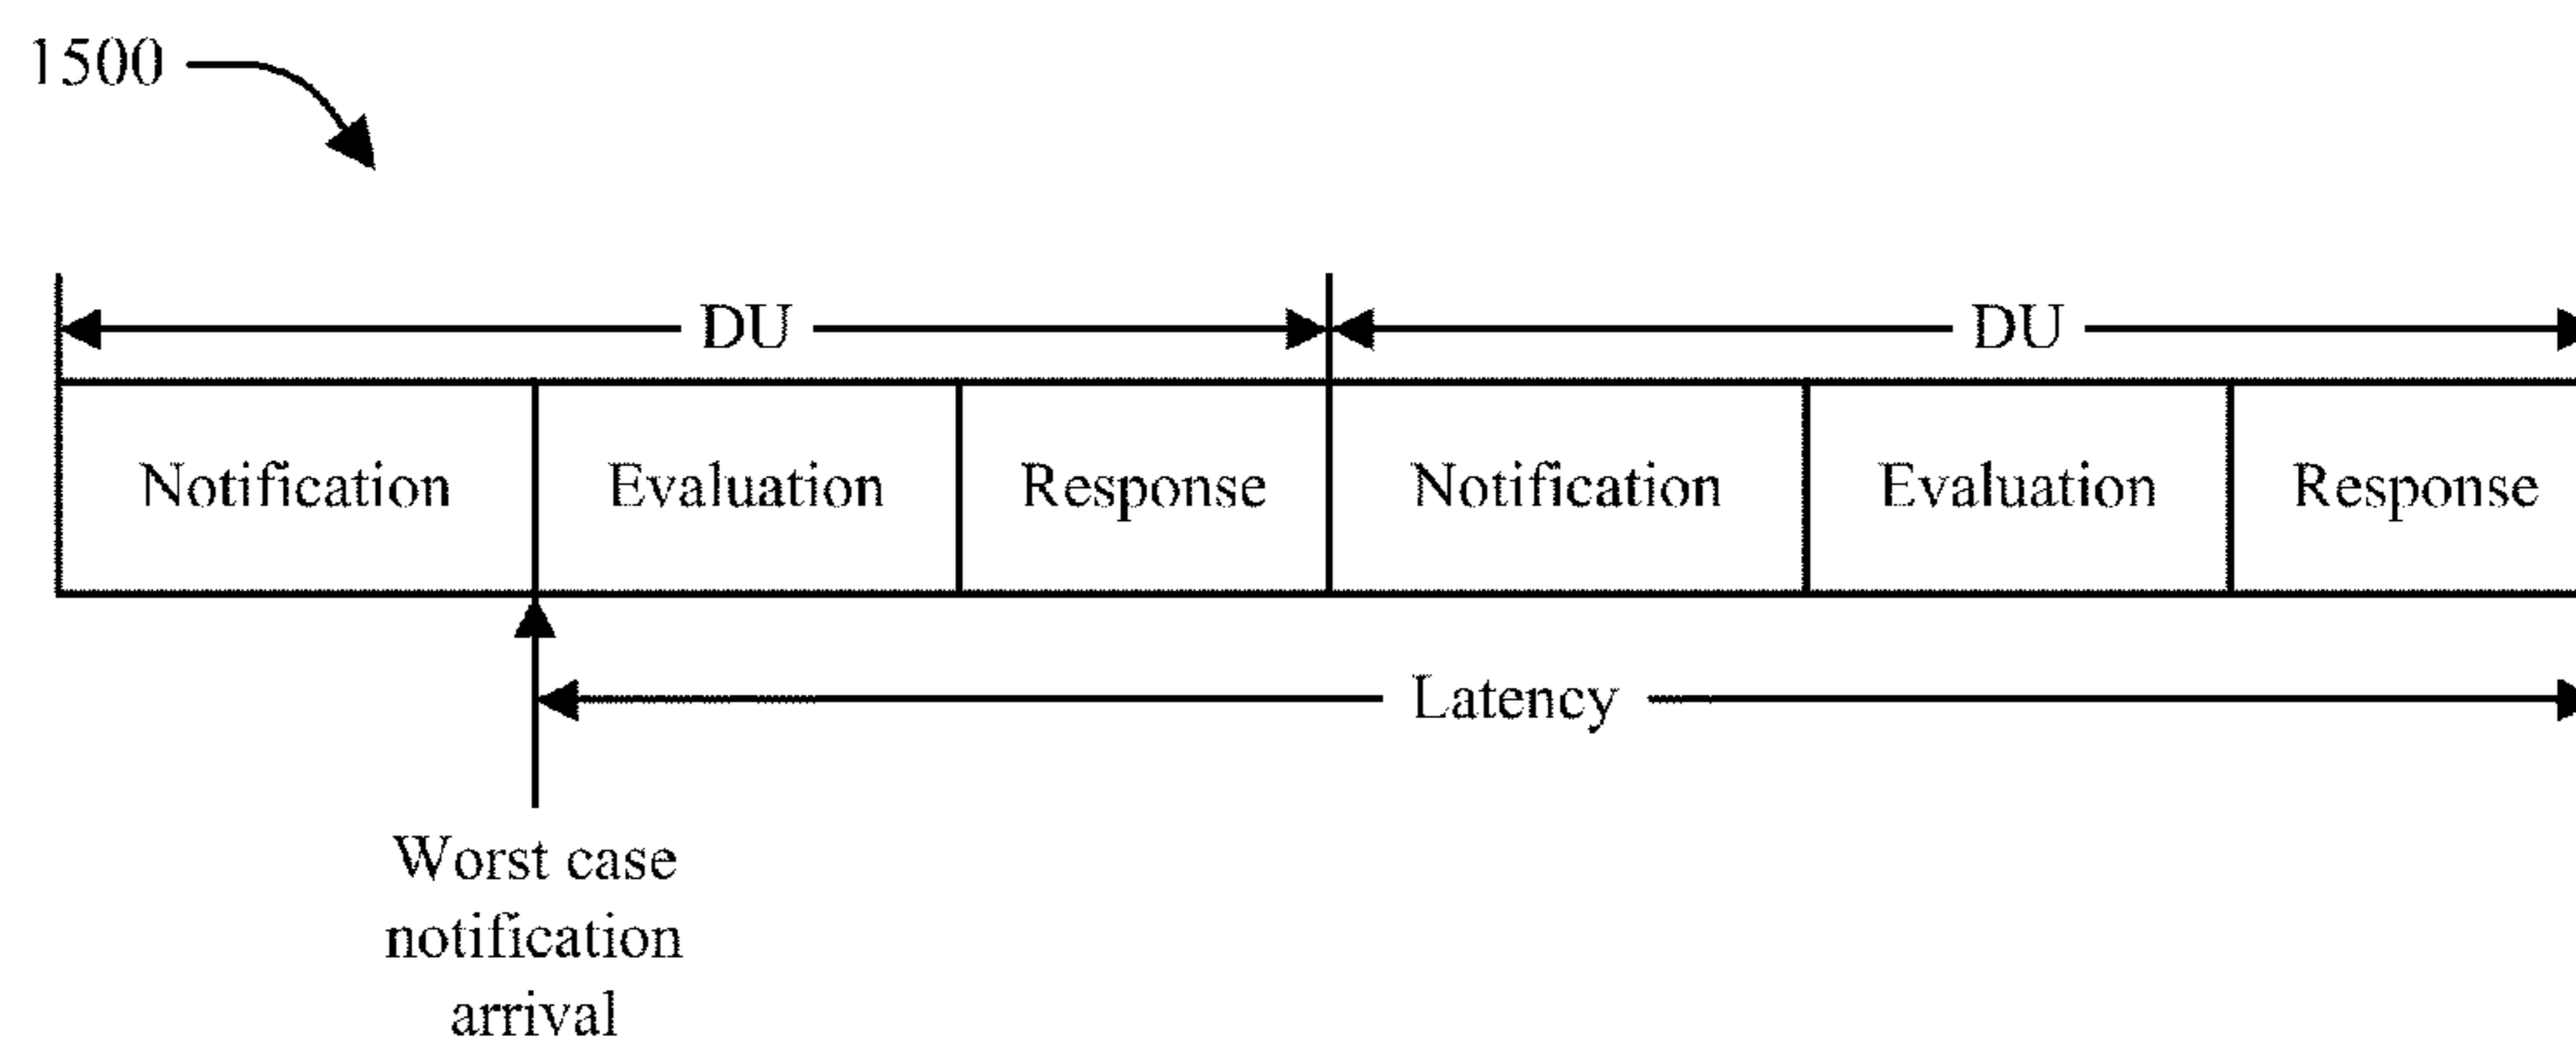 1500
DU DU
Notification Evaluation Response Notification Evaluation Response
Latency
Worst case
notification
arrival